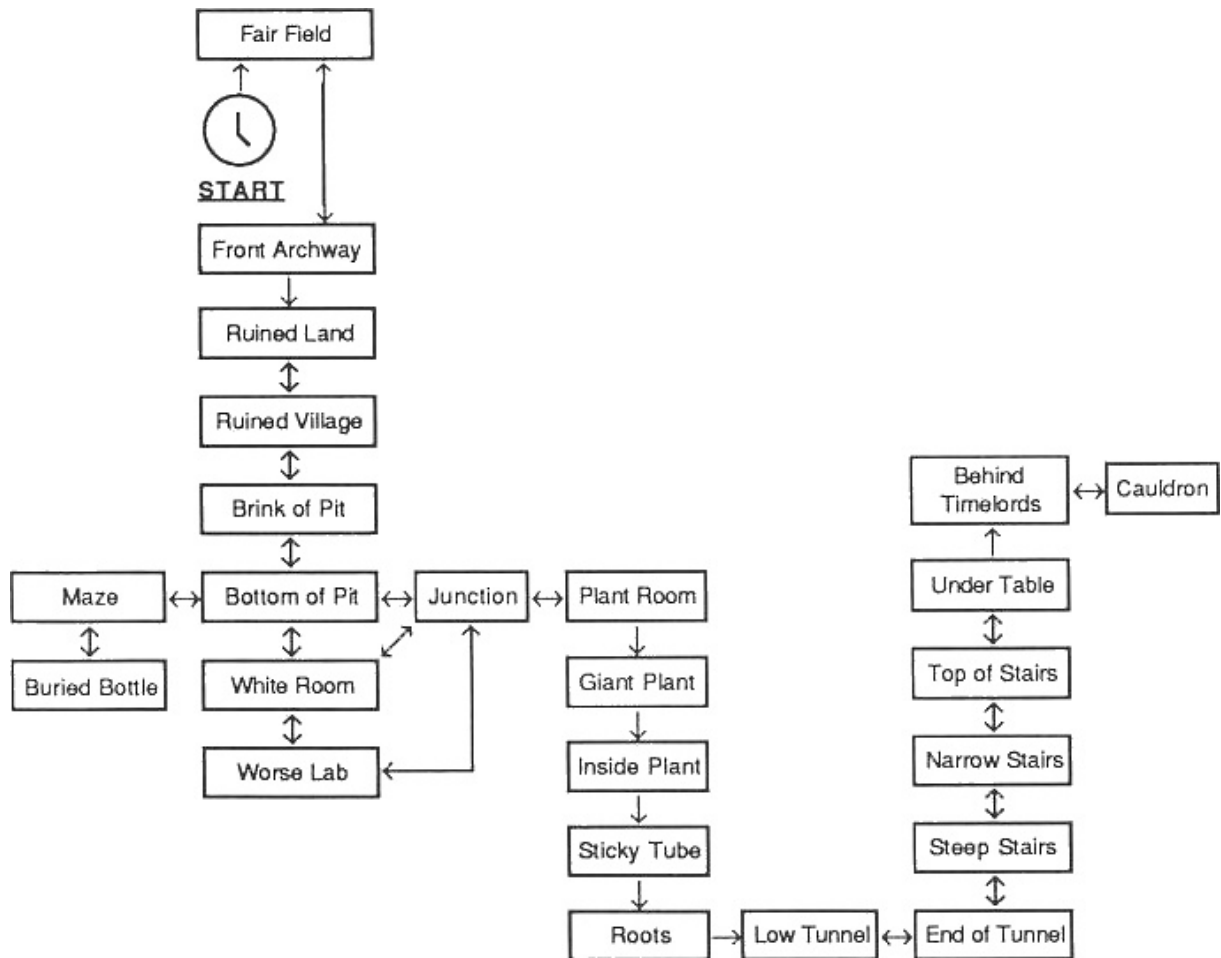 Fair Field
START
Front Archway
Ruined Land
Ruined Village
Brink of Pit
Behind
Timelords
Cauldron
Maze
Bottom of Pit
Junction
Plant Room
Under Table
Buried Bottle
White Room
Giant Plant
Top of Stairs
Worse Lab
Inside Plant
Narrow Stairs
Sticky Tube
Steep Stairs
Roots
Low Tunnel
End of Tunnel